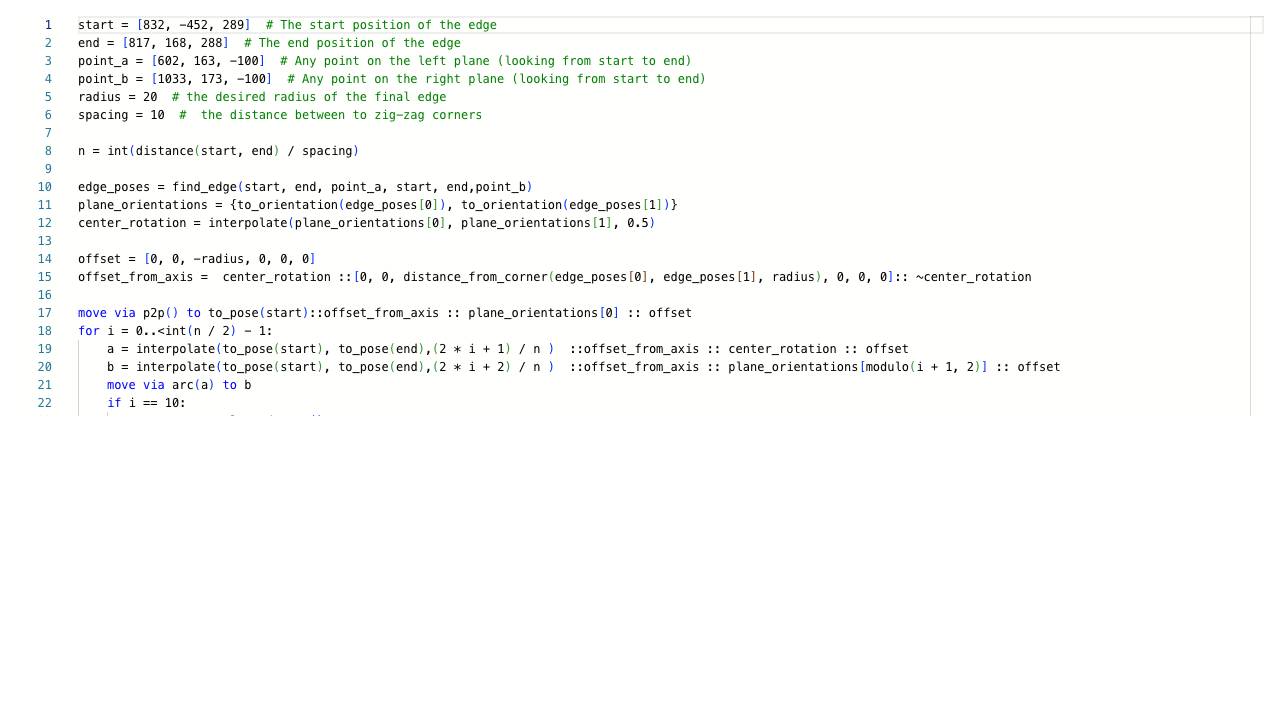 1 start = [832, -452, 289]  # The start position of the edge
2 end = [817, 168, 288]  # The end position of the edge
3 point_a = [602, 163, -100]  # Any point on the left plane (looking from start to end)
4 point_b = [1033, 173, -100]  # Any point on the right plane (looking from start to end)
5 radius = 20  # the desired radius of the final edge
6 spacing = 10  #  the distance between to zig-zag corners
7
8 n = int(distance(start, end) / spacing)
9
10 edge_poses = find_edge(start, end, point_a, start, end,point_b)
11 plane_orientations = {to_orientation(edge_poses[0]), to_orientation(edge_poses[1])}
12 center_rotation = interpolate(plane_orientations[0], plane_orientations[1], 0.5)
13
14 offset = [0, 0, -radius, 0, 0, 0]
15 offset_from_axis =  center_rotation ::[0, 0, distance_from_corner(edge_poses[0], edge_poses[1], radius), 0, 0, 0]:: ~center_rotation
16
17 move via p2p() to to_pose(start)::offset_from_axis :: plane_orientations[0] :: offset
18 for i = 0..<int(n / 2) - 1:
19     a = interpolate(to_pose(start), to_pose(end),(2 * i + 1) / n )  ::offset_from_axis :: center_rotation :: offset
20     b = interpolate(to_pose(start), to_pose(end),(2 * i + 2) / n )  ::offset_from_axis :: plane_orientations[modulo(i + 1, 2)] :: offset
21     move via arc(a) to b
22     if i == 10: